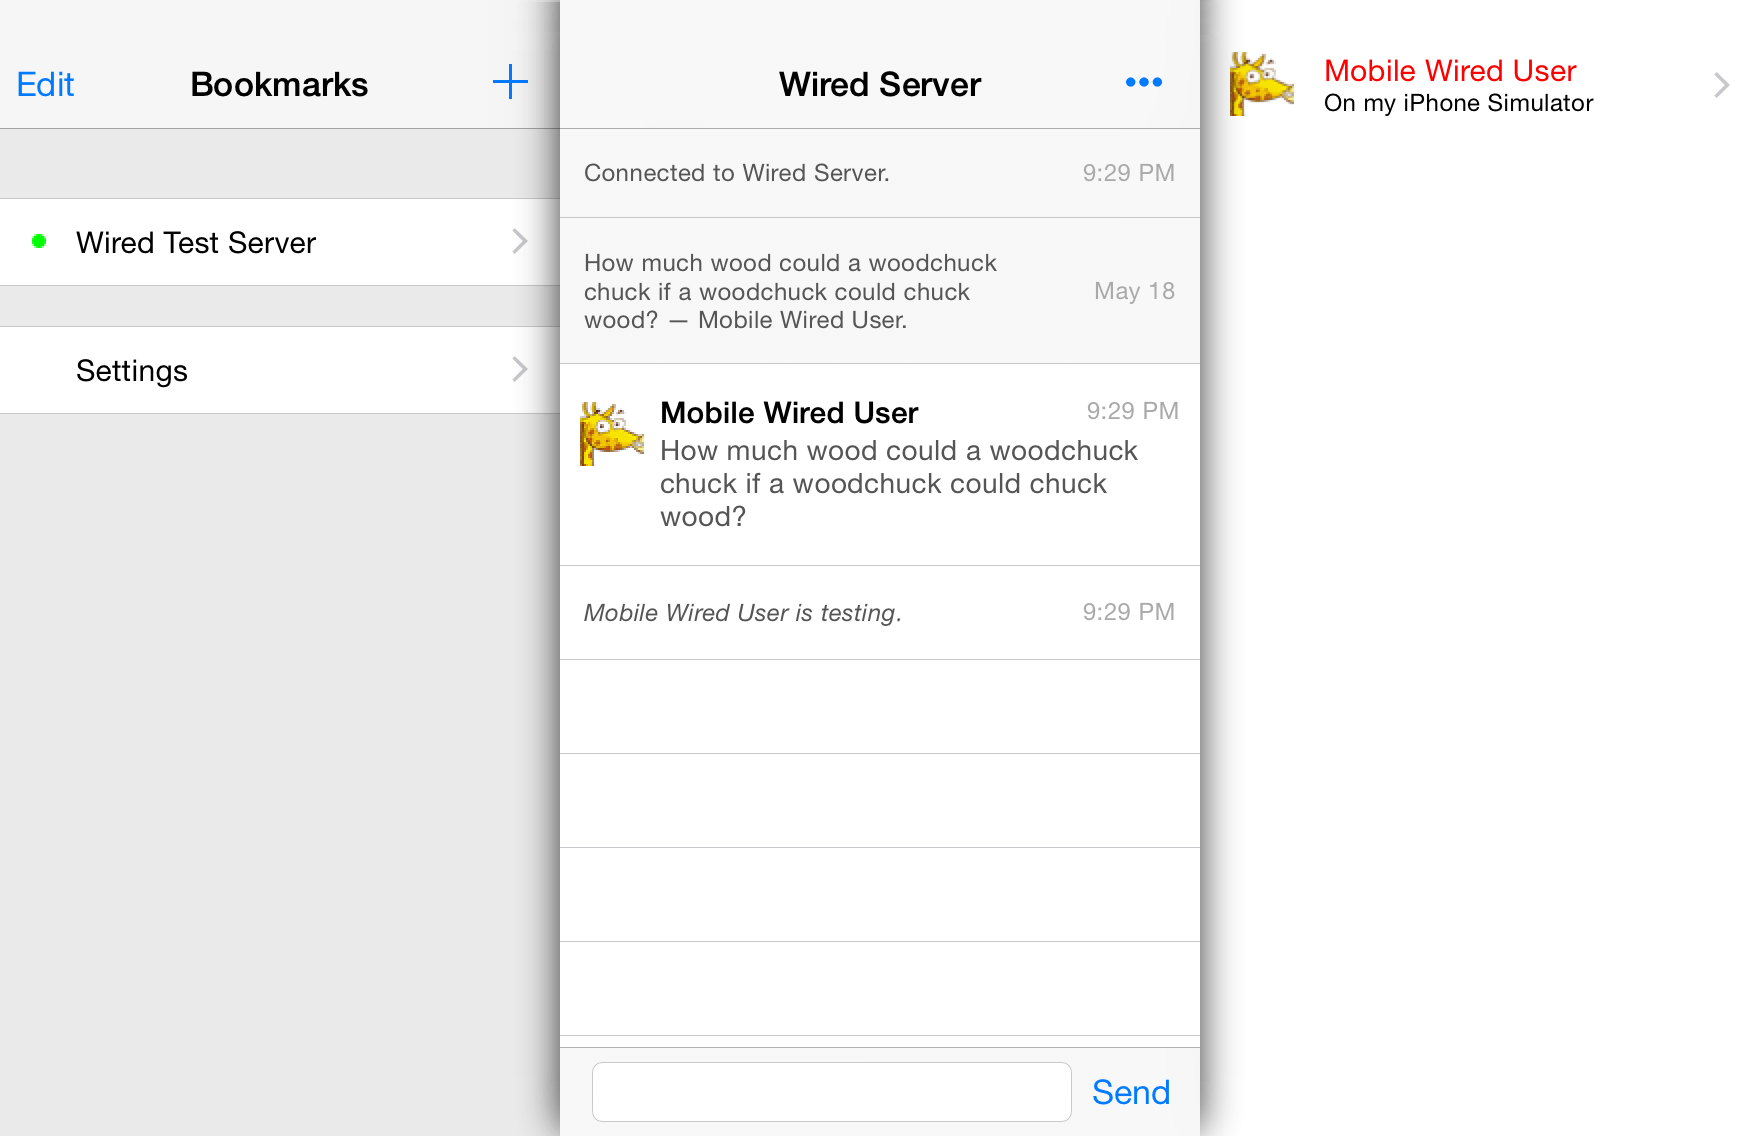 Edit
Bookmarks
Wired Test Server
Settings
Wired Server
Connected to Wired Server.
9:29 PM
How much wood could a woodchuck
chuck if a woodchuck could chuck
wood? — Mobile Wired User.
May 18
Mobile Wired User
9:29 PM
How much wood could a woodchuck
chuck if a woodchuck could chuck
wood?
Mobile Wired User is testing.
9:29 PM
Send
Mobile Wired User
On my iPhone Simulator